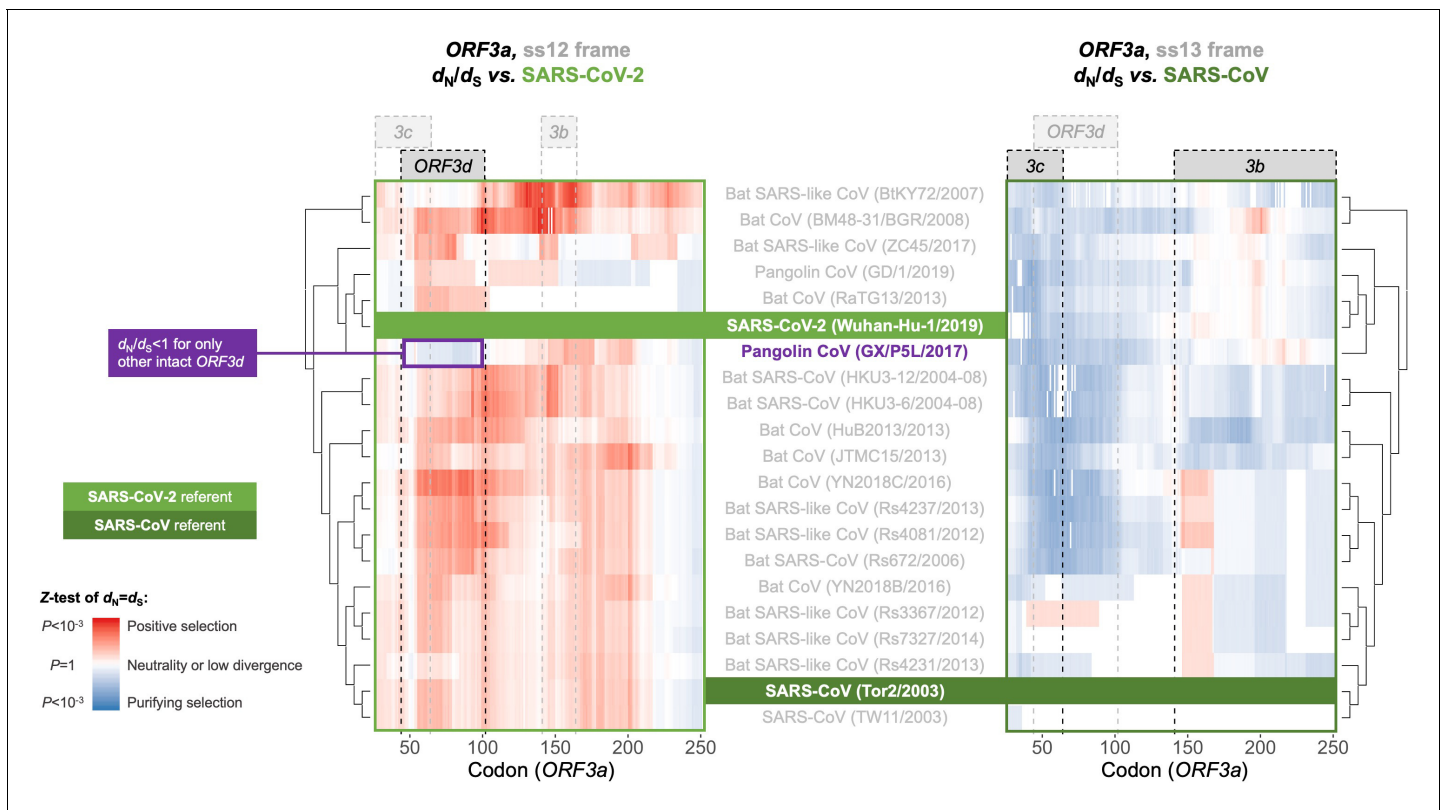 ORF3a, ss12 frame
dN/dS vs. SARS-CoV-2
ORF3a, ss13 frame
dN/dS vs. SARS-CoV
3c
3b
ORF3d
ORF3d
3c
3b
Bat SARS-like CoV (BtKY72/2007)
Bat CoV (BM48-31/BGR/2008)
Bat SARS-like CoV (ZC45/2017)
Pangolin CoV (GD/1/2019)
Bat CoV (RaTG13/2013)
SARS-CoV-2 (Wuhan-Hu-1/2019)
Pangolin CoV (GX/P5L/2017)
Bat SARS-CoV (HKU3-12/2004-08)
Bat SARS-CoV (HKU3-6/2004-08)
Bat CoV (HuB2013/2013)
Bat CoV (JTMC15/2013)
Bat CoV (YN2018C/2016)
Bat SARS-like CoV (Rs4237/2013)
Bat SARS-like CoV (Rs4081/2012)
Bat SARS-CoV (Rs672/2006)
Bat CoV (YN2018B/2016)
Bat SARS-like CoV (Rs3367/2012)
Bat SARS-like CoV (Rs7327/2014)
Bat SARS-like CoV (Rs4231/2013)
SARS-CoV (Tor2/2003)
SARS-CoV (TW11/2003)
dN/dS<1 for only
other intact ORF3d
SARS-CoV-2 referent
SARS-CoV referent
Z-test of dN=dS:
P<10-3 Positive selection
P=1 Neutrality or low divergence
P<10-3 Purifying selection
50 100 150 200 250
Codon (ORF3a)
50 100 150 200 250
Codon (ORF3a)